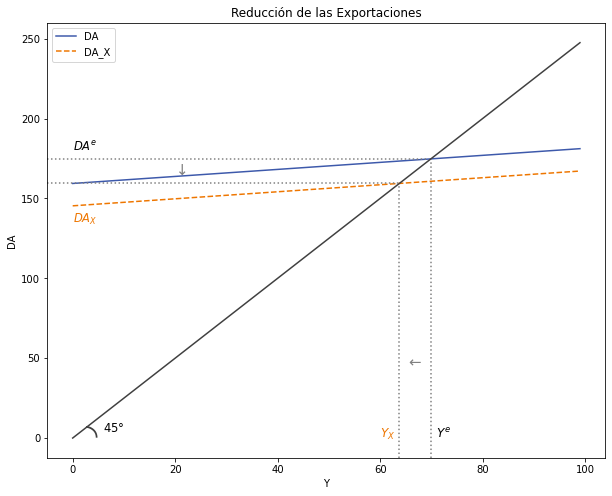 Reducción de las Exportaciones
DA
DA_X
250
200
150
100
50
0
DA
DA^e
↓
DA_X
←
45°
Y_X
Y^e
0
20
40
60
80
100
Y